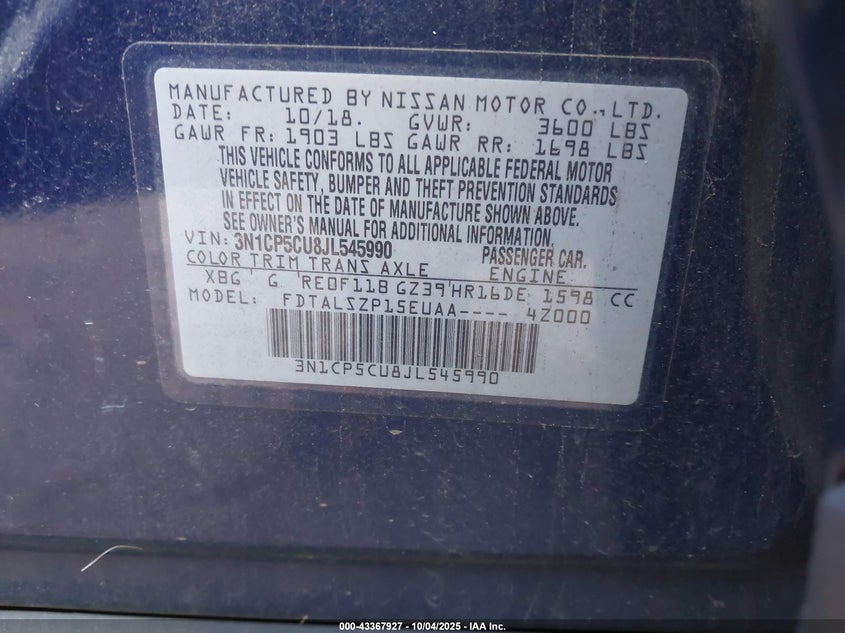 MANUFACTURED BY NISSAN MOTOR CO., LTD.
DATE: 10/18. GVWR: 3600 LBS
GAWR FR: 1903 LBS GAWR RR: 1698 LBS
THIS VEHICLE CONFORMS TO ALL APPLICABLE FEDERAL MOTOR
VEHICLE SAFETY, BUMPER AND THEFT PREVENTION STANDARDS
IN EFFECT ON THE DATE OF MANUFACTURE SHOWN ABOVE.
SEE OWNER'S MANUAL FOR ADDITIONAL INFORMATION.
VIN: 3N1CP5CU8JL545990 PASSENGER CAR.
COLOR TRIM TRANS AXLE ENGINE
XBG G RE0F11B GZ39 HR16DE 1598 CC
MODEL: FDTALSZP15EUAA---- 4Z000
3N1CP5CU8JL545990
000-43367927 - 10/04/2025 - IAA Inc.